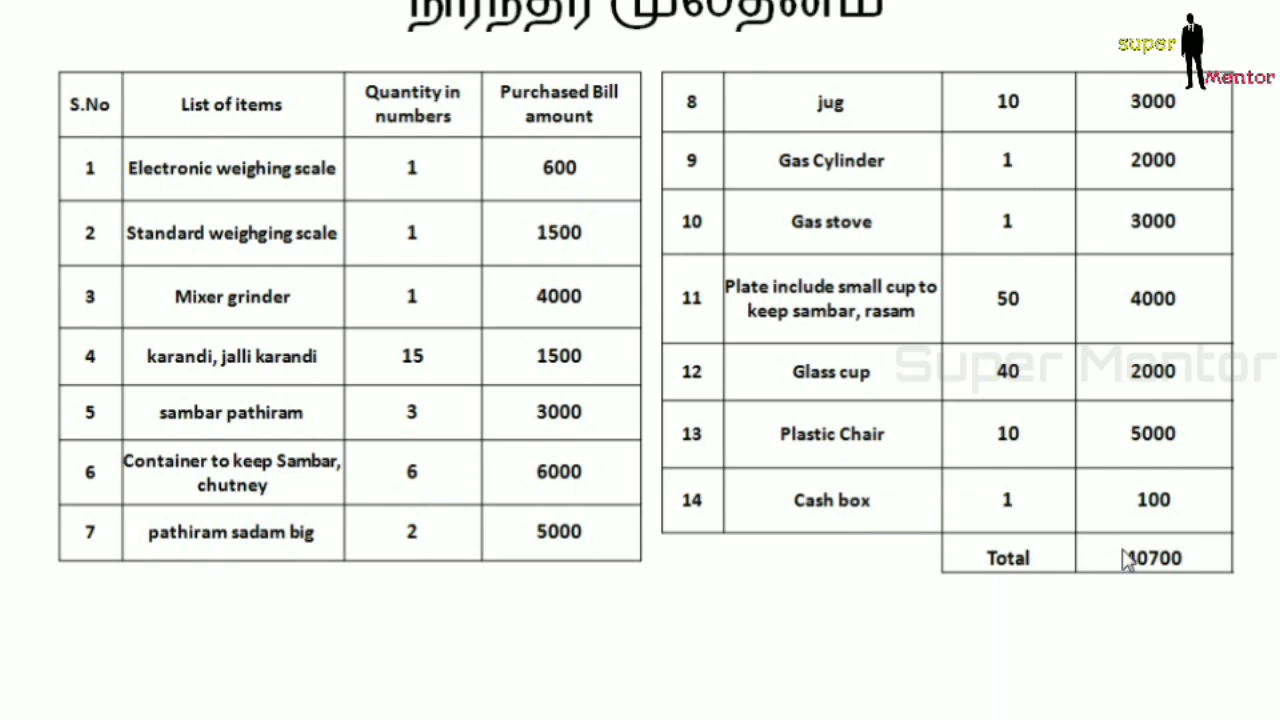 நிரந்தர மூலதனம்
super
Mentor
S.No List of items Quantity in numbers Purchased Bill amount
1 Electronic weighing scale 1 600
2 Standard weighging scale 1 1500
3 Mixer grinder 1 4000
4 karandi, jalli karandi 15 1500
5 sambar pathiram 3 3000
6 Container to keep Sambar, chutney 6 6000
7 pathiram sadam big 2 5000
8 jug 10 3000
9 Gas Cylinder 1 2000
10 Gas stove 1 3000
11 Plate include small cup to keep sambar, rasam 50 4000
12 Glass cup 40 2000
13 Plastic Chair 10 5000
14 Cash box 1 100
Total 40700
Super Mentor